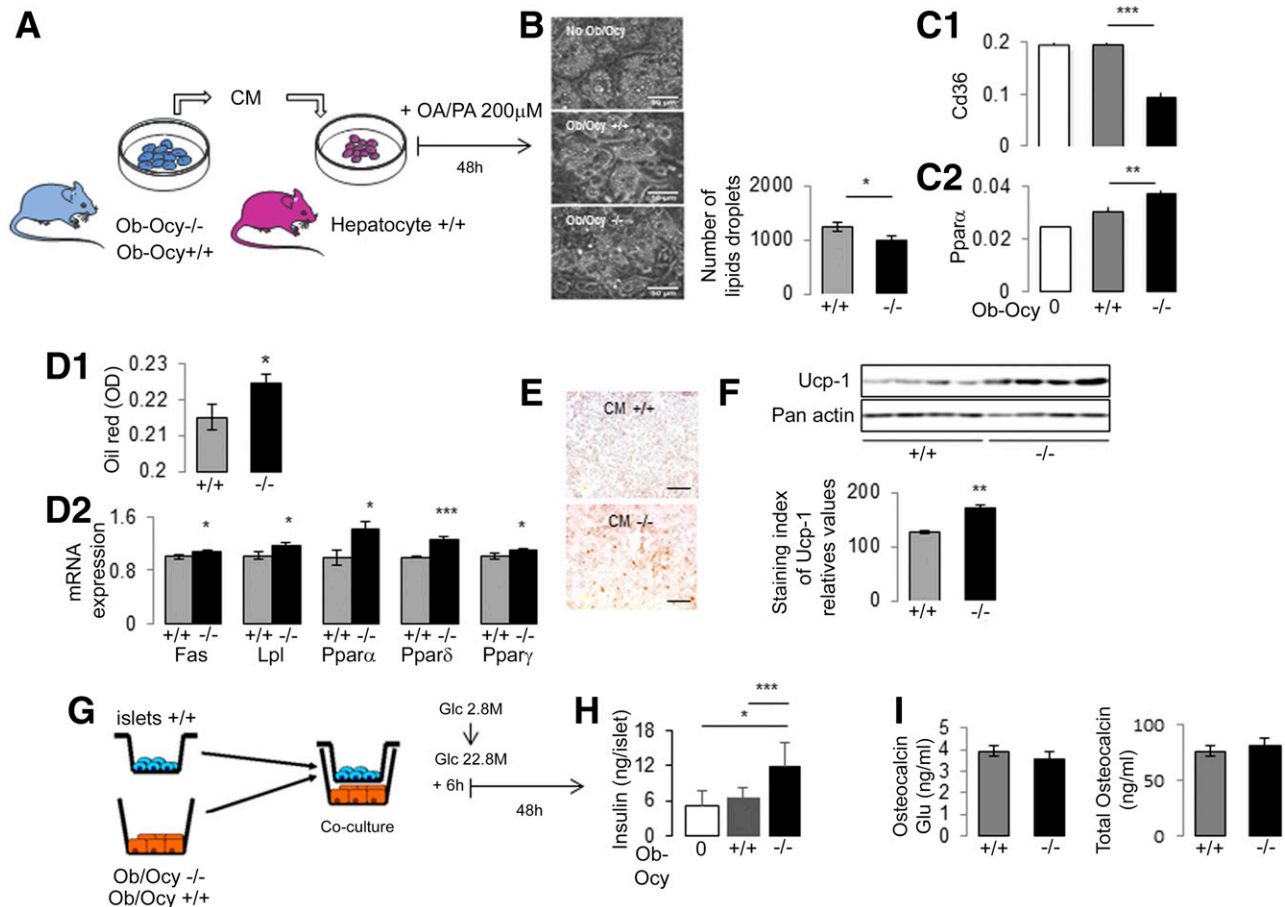 A
CM
+ OA/PA 200µM
48h
Ob-Ocy-/-
Ob-Ocy+/+
Hepatocyte +/+
B
No Ob/Ocy
50 µm
Ob/Ocy +/+
50 µm
Ob/Ocy -/-
50 µm
Number of
lipids droplets
2000
1000
0
*
+/+
-/-
C1
***
Cd36
0.2
0.1
0
C2
**
Pparα
0.04
0.02
0
Ob-Ocy 0 +/+ -/-
D1
Oil red (OD)
0.23
0.22
0.21
0.2
*
+/+ -/-
D2
mRNA
expression
1.6
0.8
0
* * * *** *
+/+ -/- +/+ -/- +/+ -/- +/+ -/- +/+ -/-
Fas Lpl Pparα Pparδ Pparγ
E
CM +/+
CM -/-
F
Ucp-1
Pan actin
+/+ -/-
Staining index
of Ucp-1
relatives values
200
100
0
**
+/+ -/-
G
islets +/+
Ob/Ocy -/-
Ob/Ocy +/+
Co-culture
Glc 2.8M
Glc 22.8M
+ 6h
48h
H
***
*
Insulin (ng/islet)
18
12
6
0
Ob-
Ocy
0 +/+ -/-
I
Osteocalcin
Glu (ng/ml)
5
4
3
2
1
0
+/+ -/-
Total Osteocalcin
(ng/ml)
100
50
0
+/+ -/-